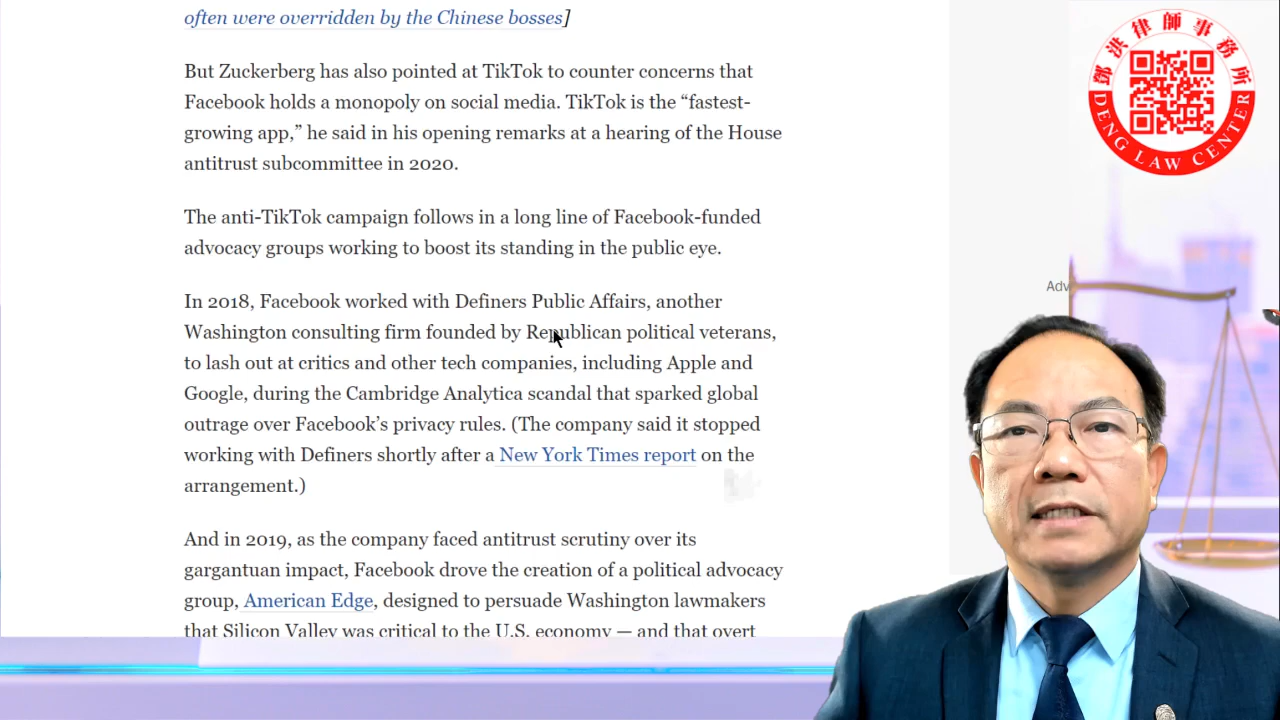 often were overridden by the Chinese bosses]
But Zuckerberg has also pointed at TikTok to counter concerns that
Facebook holds a monopoly on social media. TikTok is the “fastest-
growing app,” he said in his opening remarks at a hearing of the House
antitrust subcommittee in 2020.
The anti-TikTok campaign follows in a long line of Facebook-funded
advocacy groups working to boost its standing in the public eye.
In 2018, Facebook worked with Definers Public Affairs, another
Washington consulting firm founded by Republican political veterans,
to lash out at critics and other tech companies, including Apple and
Google, during the Cambridge Analytica scandal that sparked global
outrage over Facebook’s privacy rules. (The company said it stopped
working with Definers shortly after a New York Times report on the
arrangement.)
And in 2019, as the company faced antitrust scrutiny over its
gargantuan impact, Facebook drove the creation of a political advocacy
group, American Edge, designed to persuade Washington lawmakers
that Silicon Valley was critical to the U.S. economy — and that overt
鄧洪律師事務所
DENG LAW CENTER
Adv